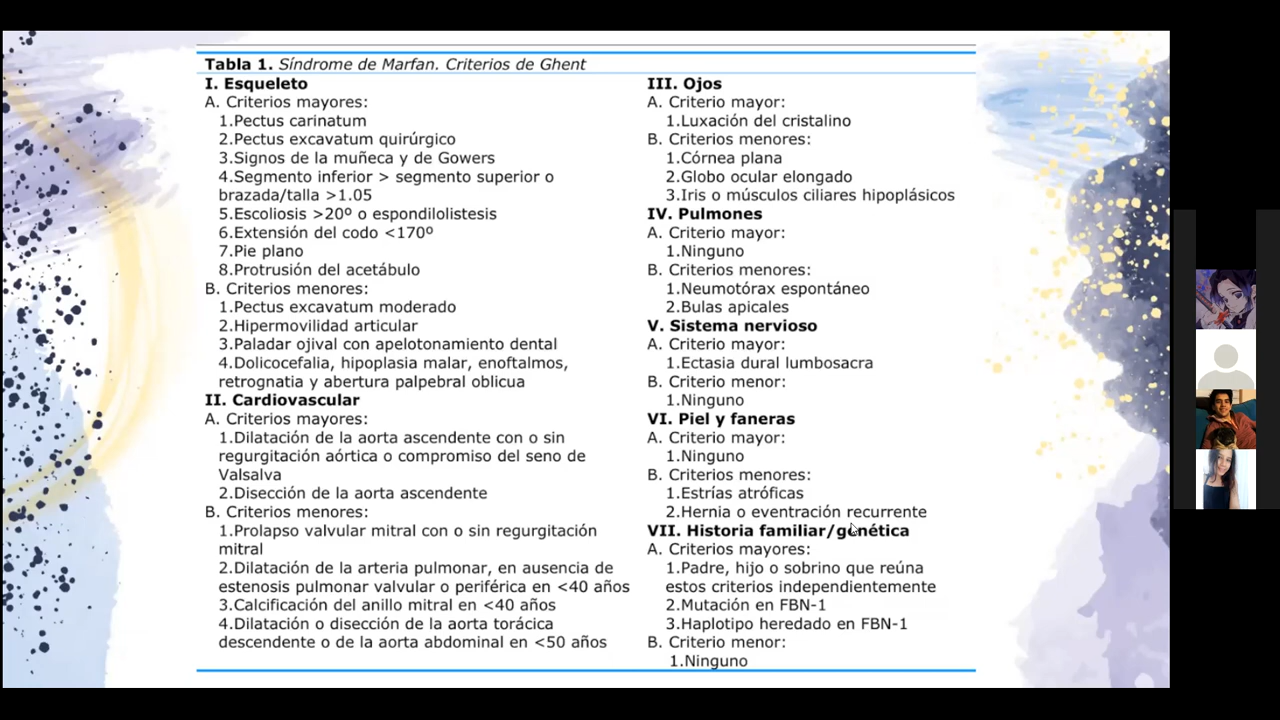 Tabla 1. Síndrome de Marfan. Criterios de Ghent
I. Esqueleto
A. Criterios mayores:
1.Pectus carinatum
2.Pectus excavatum quirúrgico
3.Signos de la muñeca y de Gowers
4.Segmento inferior > segmento superior o
brazada/talla >1.05
5.Escoliosis >20º o espondilolistesis
6.Extensión del codo <170º
7.Pie plano
8.Protrusión del acetábulo
B. Criterios menores:
1.Pectus excavatum moderado
2.Hipermovilidad articular
3.Paladar ojival con apelotonamiento dental
4.Dolicocefalia, hipoplasia malar, enoftalmos,
retrognatia y abertura palpebral oblicua
II. Cardiovascular
A. Criterios mayores:
1.Dilatación de la aorta ascendente con o sin
regurgitación aórtica o compromiso del seno de
Valsalva
2.Disección de la aorta ascendente
B. Criterios menores:
1.Prolapso valvular mitral con o sin regurgitación
mitral
2.Dilatación de la arteria pulmonar, en ausencia de
estenosis pulmonar valvular o periférica en <40 años
3.Calcificación del anillo mitral en <40 años
4.Dilatación o disección de la aorta torácica
descendente o de la aorta abdominal en <50 años
III. Ojos
A. Criterio mayor:
1.Luxación del cristalino
B. Criterios menores:
1.Córnea plana
2.Globo ocular elongado
3.Iris o músculos ciliares hipoplásicos
IV. Pulmones
A. Criterio mayor:
1.Ninguno
B. Criterios menores:
1.Neumotórax espontáneo
2.Bulas apicales
V. Sistema nervioso
A. Criterio mayor:
1.Ectasia dural lumbosacra
B. Criterio menor:
1.Ninguno
VI. Piel y faneras
A. Criterio mayor:
1.Ninguno
B. Criterios menores:
1.Estrías atróficas
2.Hernia o eventración recurrente
VII. Historia familiar/genética
A. Criterios mayores:
1.Padre, hijo o sobrino que reúna
estos criterios independientemente
2.Mutación en FBN-1
3.Haplotipo heredado en FBN-1
B. Criterio menor:
1.Ninguno